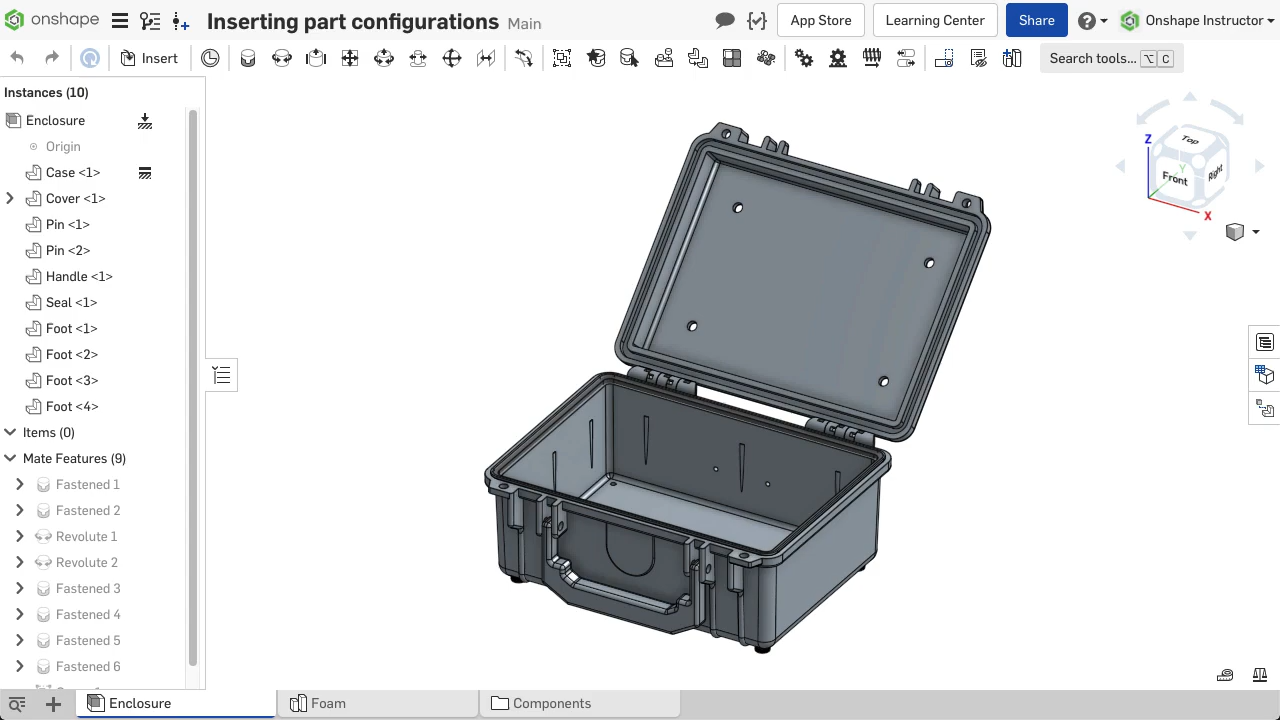 onshape
Inserting part configurations Main
App Store
Learning Center
Share
Onshape Instructor
Insert
Search tools... ⌥ C
Instances (10)
Enclosure
Origin
Case <1>
Cover <1>
Pin <1>
Pin <2>
Handle <1>
Seal <1>
Foot <1>
Foot <2>
Foot <3>
Foot <4>
Items (0)
Mate Features (9)
Fastened 1
Fastened 2
Revolute 1
Revolute 2
Fastened 3
Fastened 4
Fastened 5
Fastened 6
Z
Top
Y
Front
Right
X
Enclosure
Foam
Components